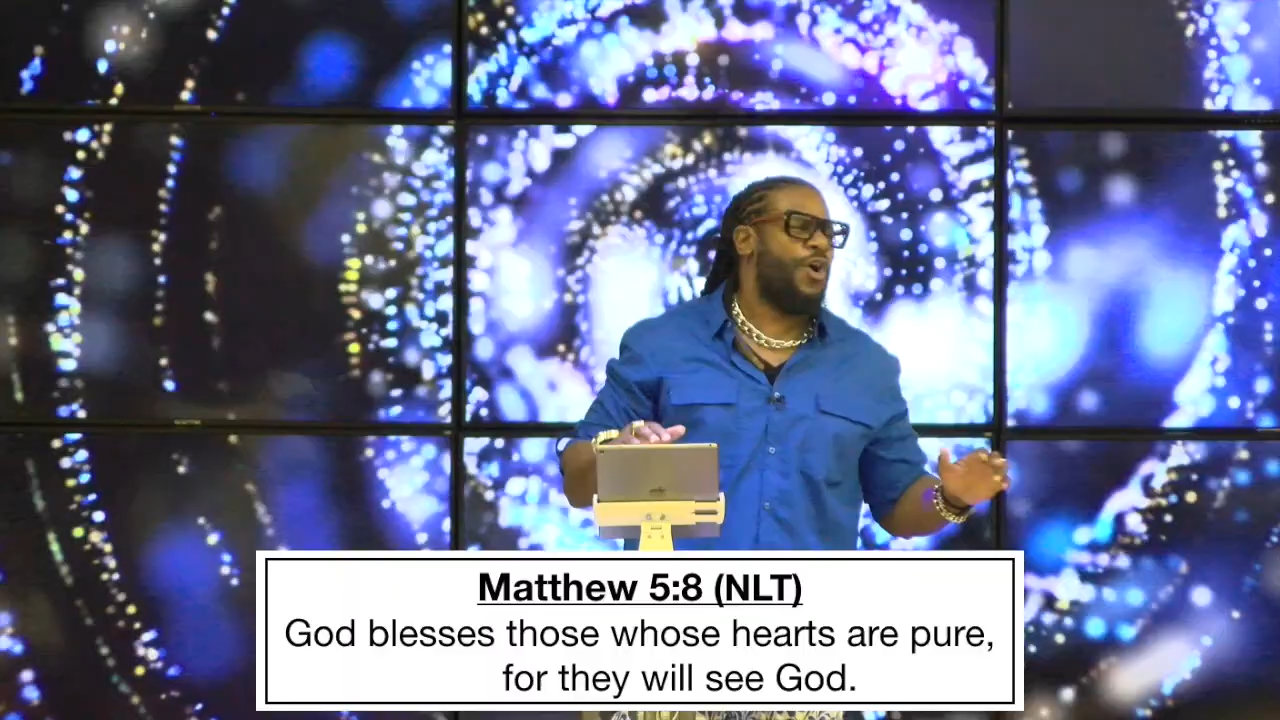 Matthew 5:8 (NLT)
God blesses those whose hearts are pure,
for they will see God.